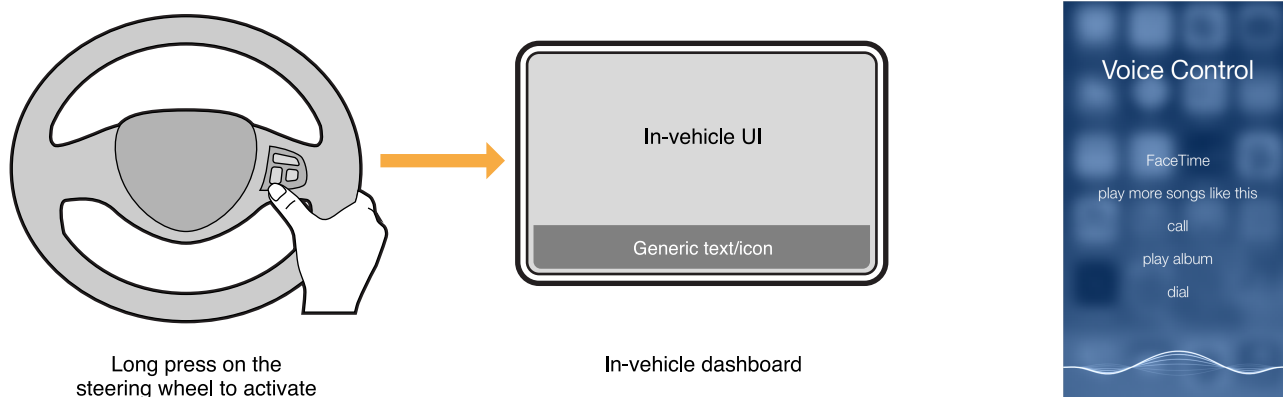 Long press on the
steering wheel to activate
In-vehicle UI
Generic text/icon
In-vehicle dashboard
Voice Control
FaceTime
play more songs like this
call
play album
dial